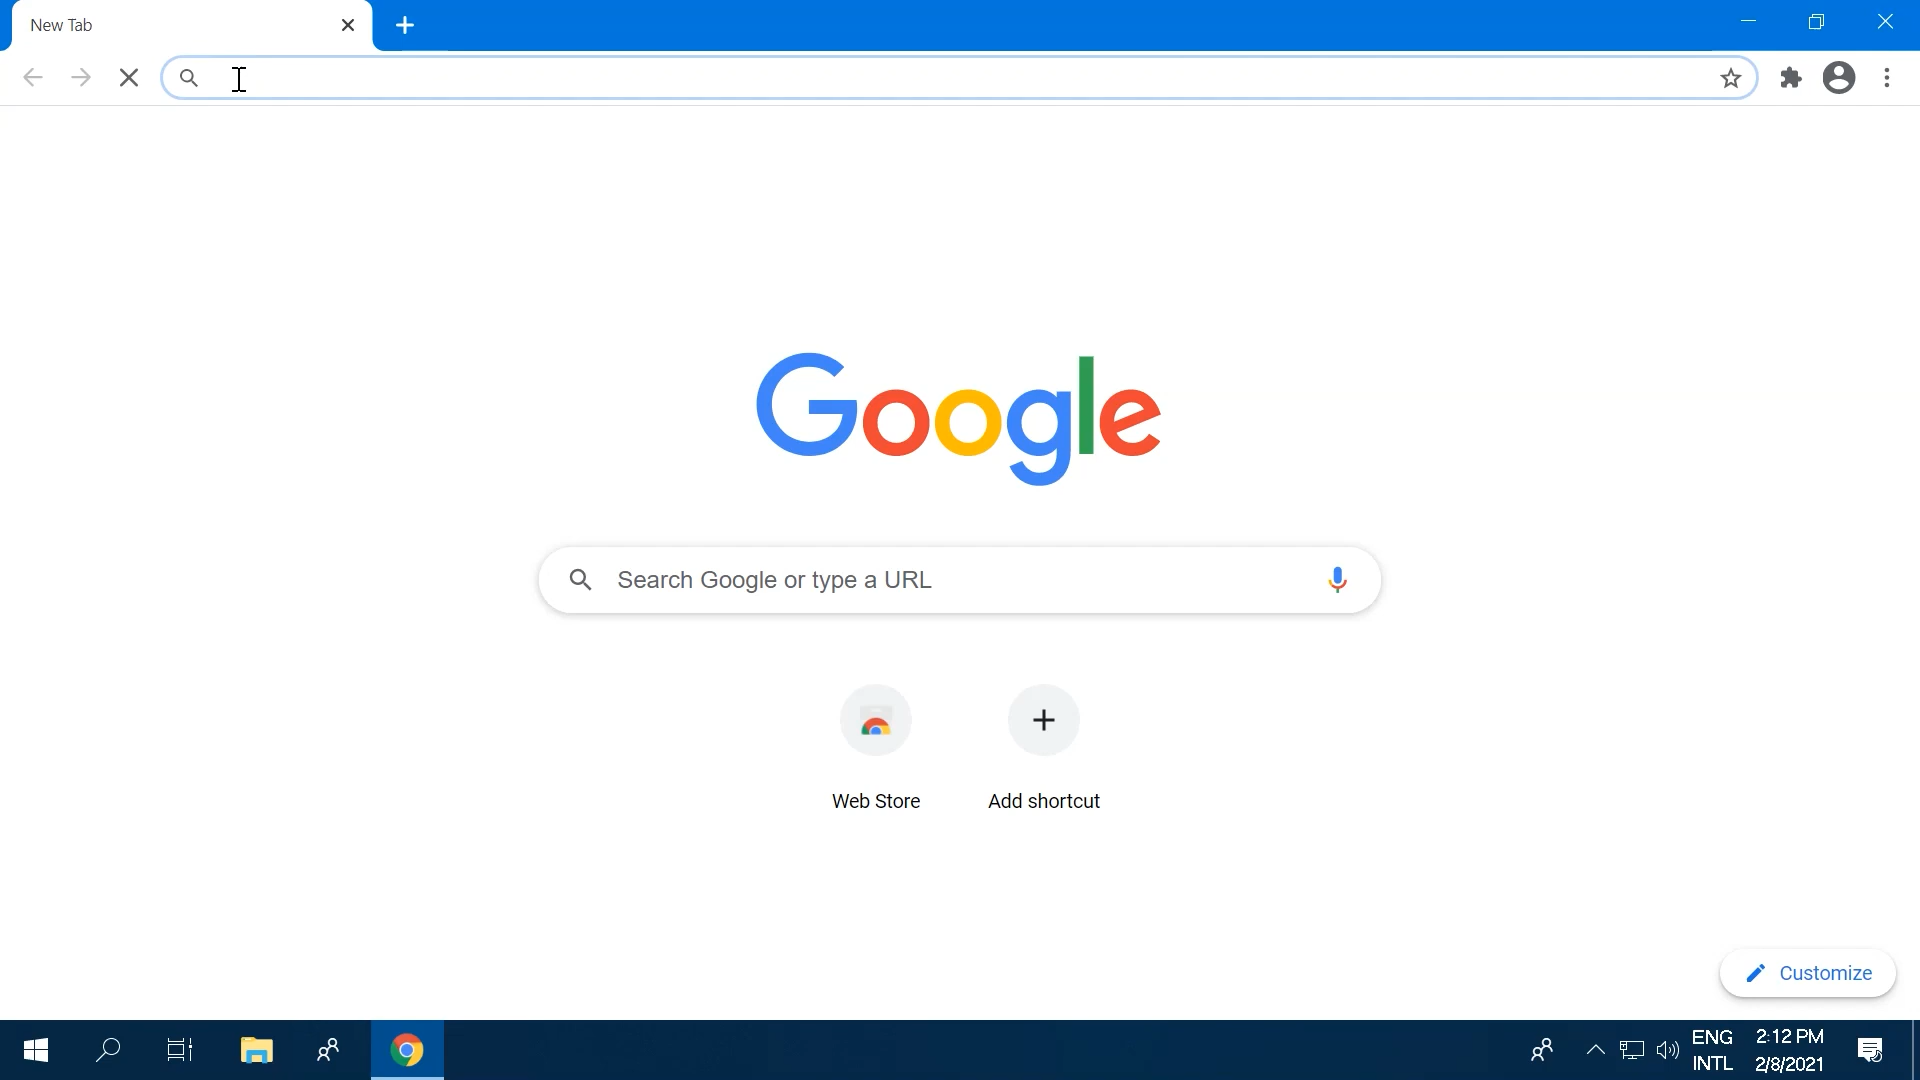 New Tab
Google
Search Google or type a URL
Web Store
Add shortcut
Customize
ENG
INTL
2:12 PM
2/8/2021